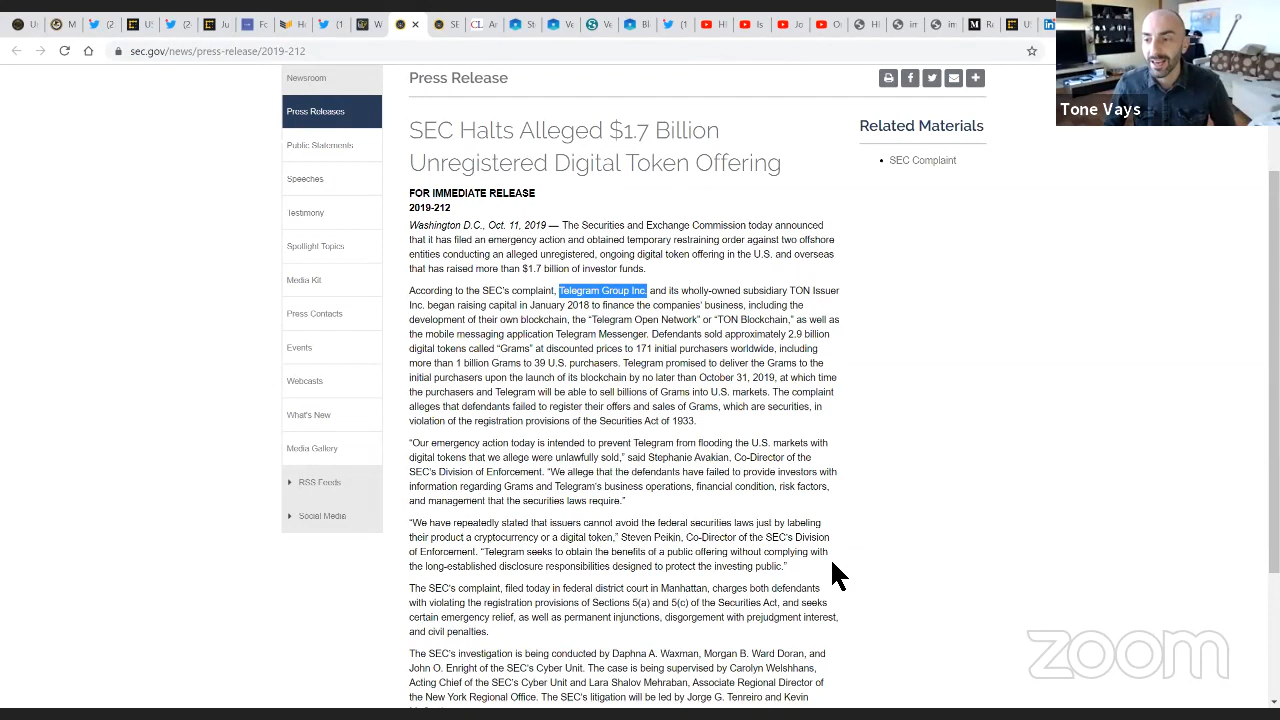 sec.gov/news/press-release/2019-212
Tone Vays
Newsroom
Press Releases
Public Statements
Speeches
Testimony
Spotlight Topics
Media Kit
Press Contacts
Events
Webcasts
What's New
Media Gallery
RSS Feeds
Social Media
Press Release
SEC Halts Alleged $1.7 Billion
Unregistered Digital Token Offering
FOR IMMEDIATE RELEASE
2019-212
Washington D.C., Oct. 11, 2019 — The Securities and Exchange Commission today announced
that it has filed an emergency action and obtained temporary restraining order against two offshore
entities conducting an alleged unregistered, ongoing digital token offering in the U.S. and overseas
that has raised more than $1.7 billion of investor funds.
According to the SEC's complaint, Telegram Group Inc. and its wholly-owned subsidiary TON Issuer
Inc. began raising capital in January 2018 to finance the companies' business, including the
development of their own blockchain, the “Telegram Open Network” or “TON Blockchain,” as well as
the mobile messaging application Telegram Messenger. Defendants sold approximately 2.9 billion
digital tokens called “Grams” at discounted prices to 171 initial purchasers worldwide, including
more than 1 billion Grams to 39 U.S. purchasers. Telegram promised to deliver the Grams to the
initial purchasers upon the launch of its blockchain by no later than October 31, 2019, at which time
the purchasers and Telegram will be able to sell billions of Grams into U.S. markets. The complaint
alleges that defendants failed to register their offers and sales of Grams, which are securities, in
violation of the registration provisions of the Securities Act of 1933.
“Our emergency action today is intended to prevent Telegram from flooding the U.S. markets with
digital tokens that we allege were unlawfully sold,” said Stephanie Avakian, Co-Director of the
SEC's Division of Enforcement. “We allege that the defendants have failed to provide investors with
information regarding Grams and Telegram's business operations, financial condition, risk factors,
and management that the securities laws require.”
“We have repeatedly stated that issuers cannot avoid the federal securities laws just by labeling
their product a cryptocurrency or a digital token,” Steven Peikin, Co-Director of the SEC's Division
of Enforcement. “Telegram seeks to obtain the benefits of a public offering without complying with
the long-established disclosure responsibilities designed to protect the investing public.”
The SEC's complaint, filed today in federal district court in Manhattan, charges both defendants
with violating the registration provisions of Sections 5(a) and 5(c) of the Securities Act, and seeks
certain emergency relief, as well as permanent injunctions, disgorgement with prejudgment interest,
and civil penalties.
The SEC's investigation is being conducted by Daphna A. Waxman, Morgan B. Ward Doran, and
John O. Enright of the SEC's Cyber Unit. The case is being supervised by Carolyn Welshhans,
Acting Chief of the SEC's Cyber Unit and Lara Shalov Mehraban, Associate Regional Director of
the New York Regional Office. The SEC's litigation will be led by Jorge G. Tenreiro and Kevin
Related Materials
SEC Complaint
zoom